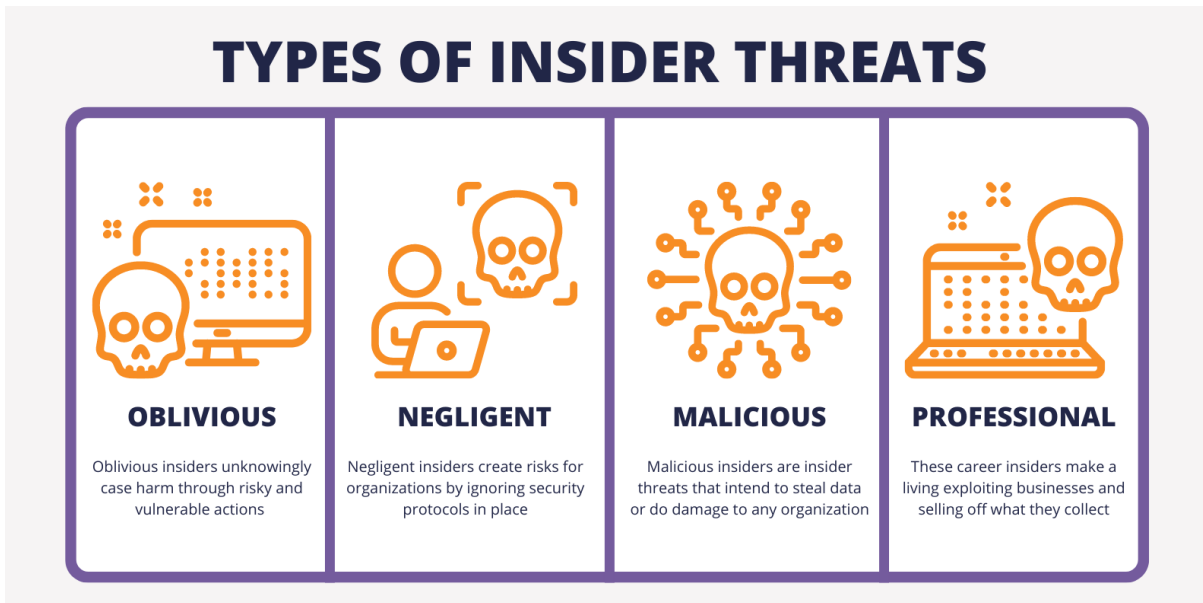 TYPES OF INSIDER THREATS
OBLIVIOUS
Oblivious insiders unknowingly
case harm through risky and
vulnerable actions
NEGLIGENT
Negligent insiders create risks for
organizations by ignoring security
protocols in place
MALICIOUS
Malicious insiders are insider
threats that intend to steal data
or do damage to any organization
PROFESSIONAL
These career insiders make a
living exploiting businesses and
selling off what they collect